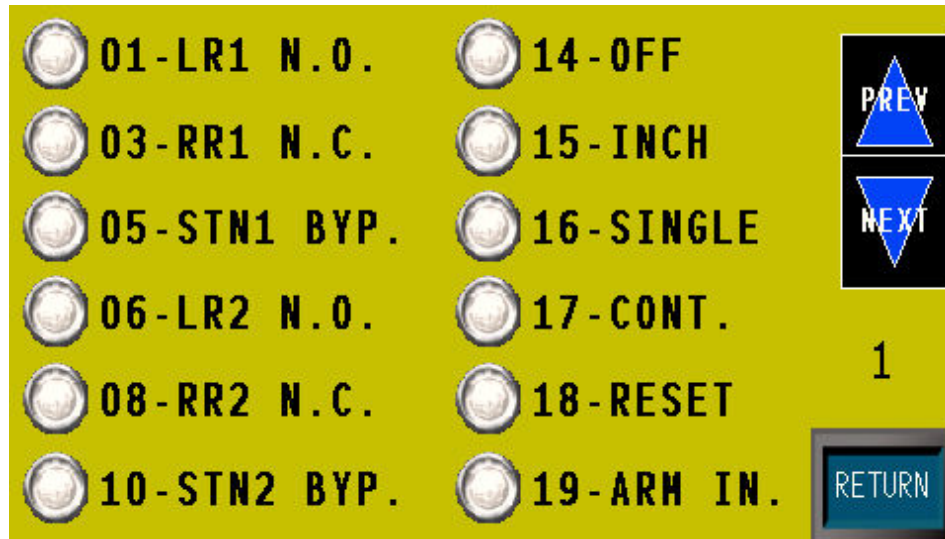 01-LR1 N.O.
03-RR1 N.C.
05-STN1 BYP.
06-LR2 N.O.
08-RR2 N.C.
10-STN2 BYP.
14-OFF
15-INCH
16-SINGLE
17-CONT.
18-RESET
19-ARM IN.
PREV
NEXT
1
RETURN